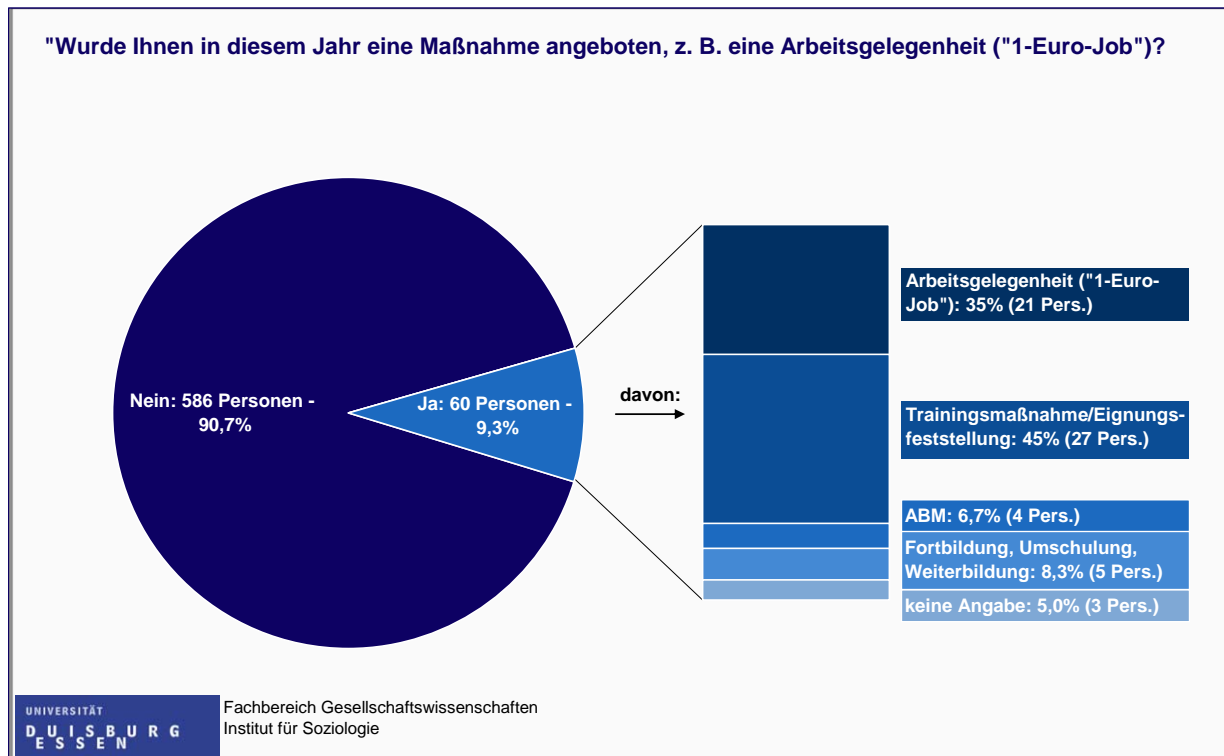 "Wurde Ihnen in diesem Jahr eine Maßnahme angeboten, z. B. eine Arbeitsgelegenheit ("1-Euro-Job")?
Nein: 586 Personen -
90,7%
Ja: 60 Personen -
9,3%
davon:
Arbeitsgelegenheit ("1-Euro-
Job"): 35% (21 Pers.)
Trainingsmaßnahme/Eignungs-
feststellung: 45% (27 Pers.)
ABM: 6,7% (4 Pers.)
Fortbildung, Umschulung,
Weiterbildung: 8,3% (5 Pers.)
keine Angabe: 5,0% (3 Pers.)
UNIVERSITÄT
DUISBURG
ESSEN
Fachbereich Gesellschaftswissenschaften
Institut für Soziologie